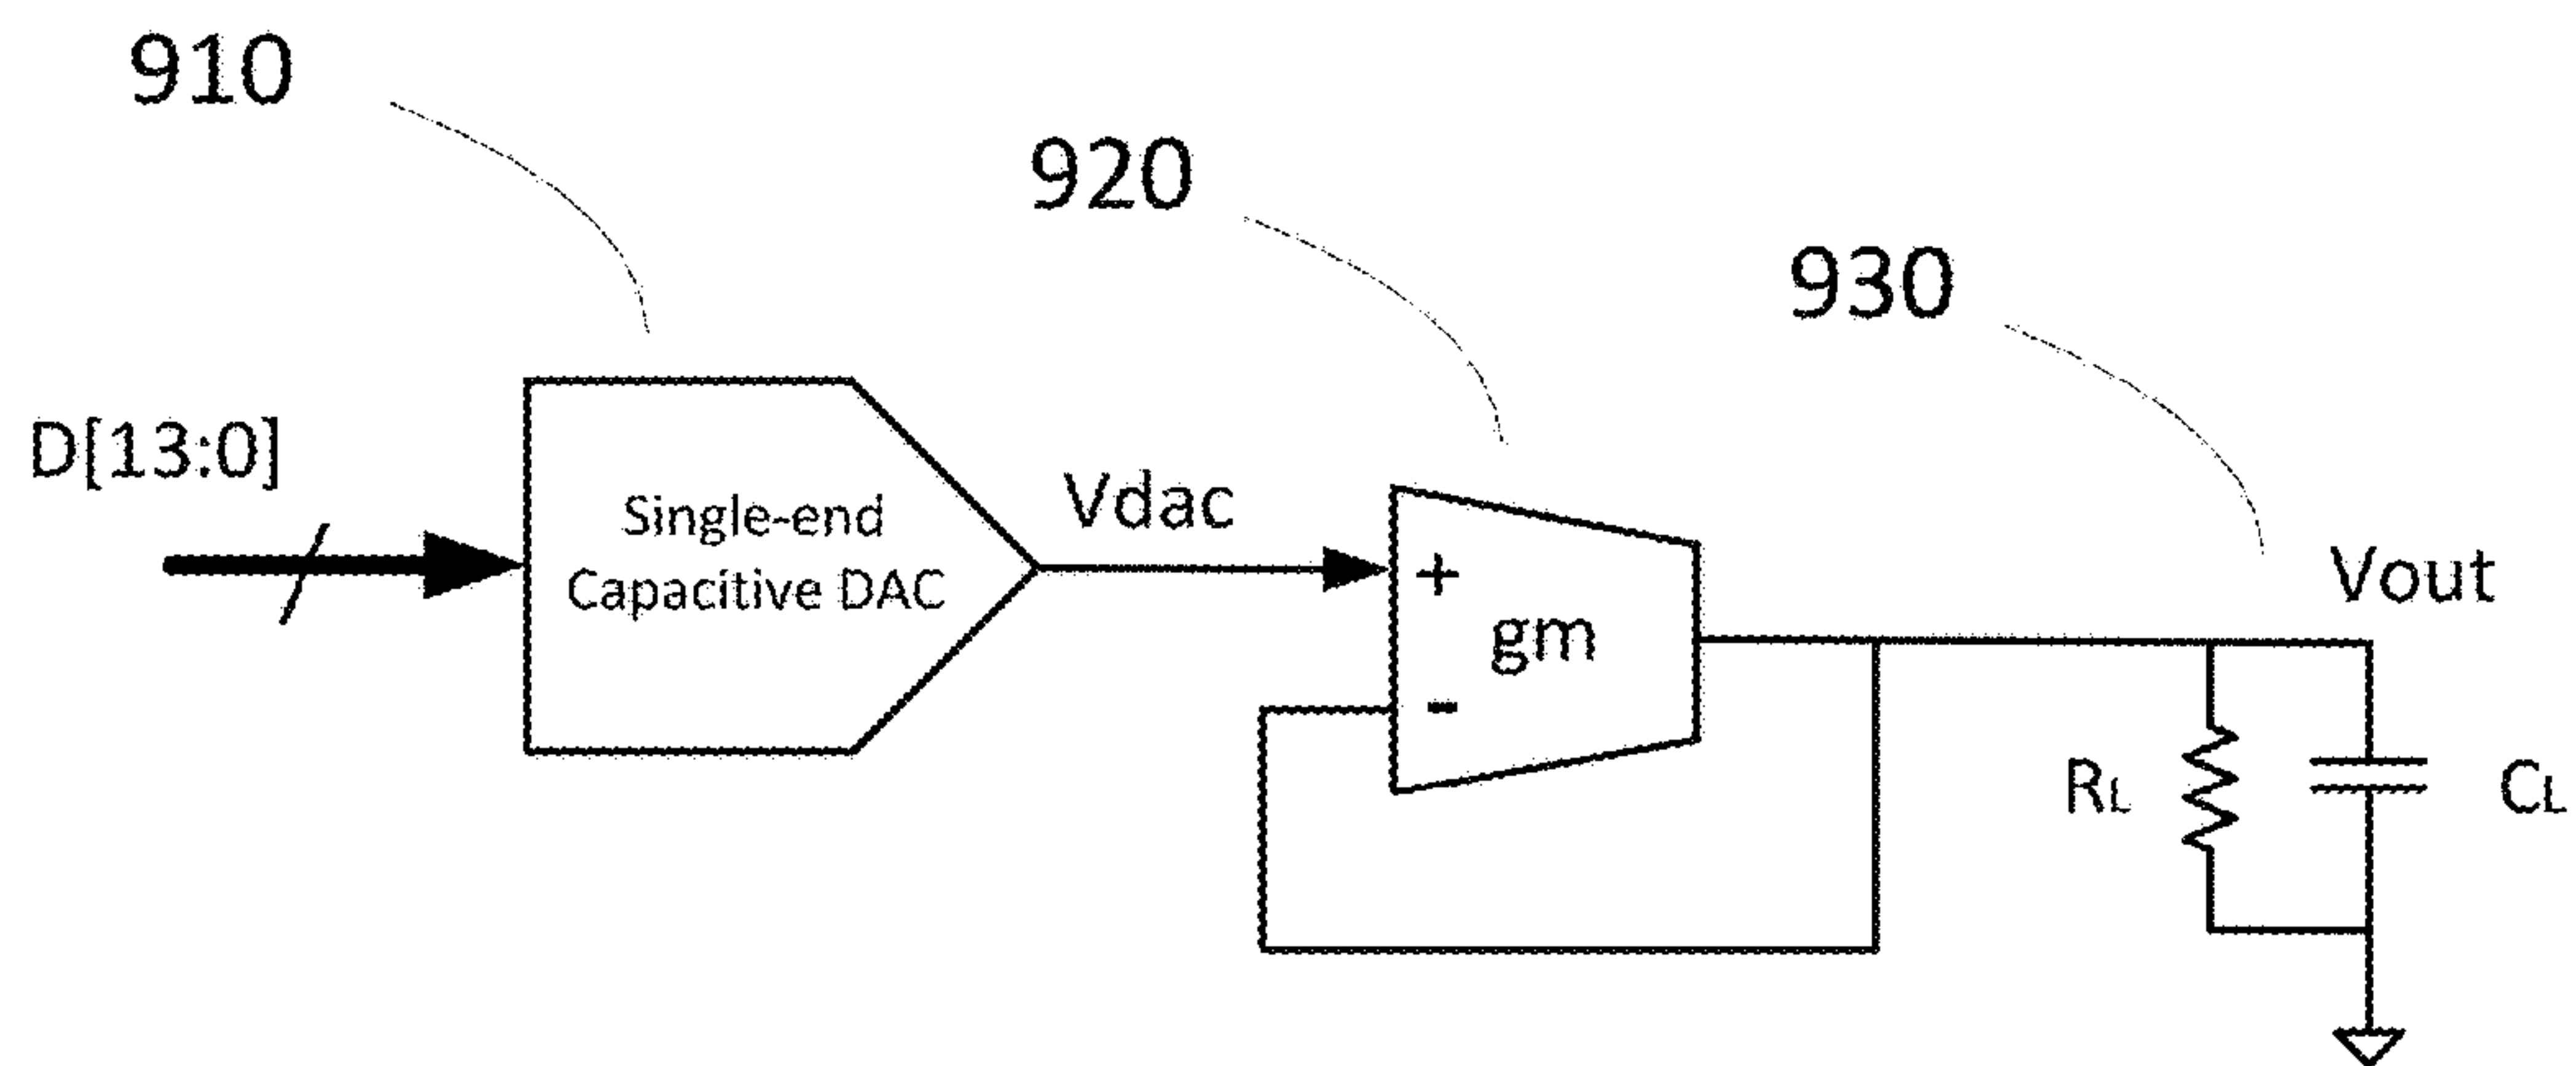 910
920
930
D[13:0]
Single-end
Capacitive DAC
Vdac
+
gm
-
Vout
RL
CL